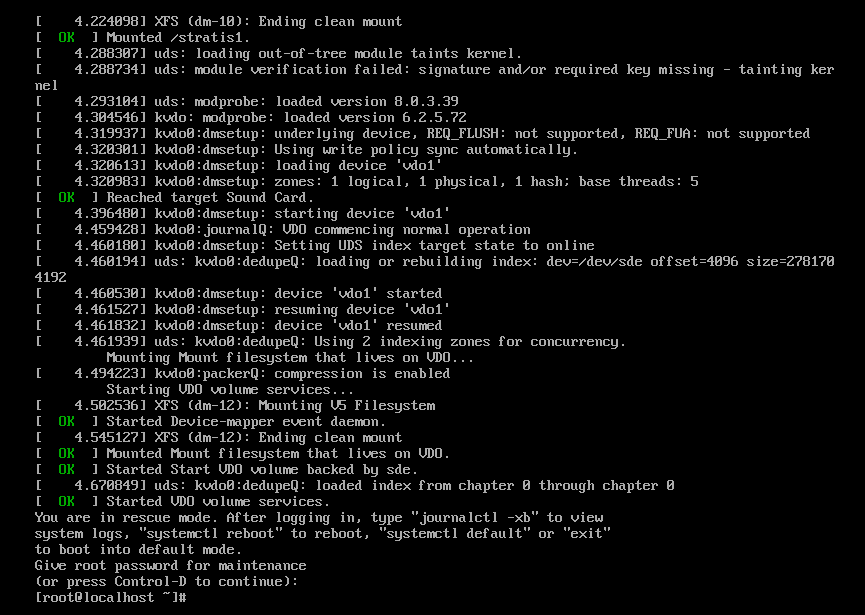 [    4.224098] XFS (dm-10): Ending clean mount
[  OK  ] Mounted /stratis1.
[    4.288307] uds: loading out-of-tree module taints kernel.
[    4.288734] uds: module verification failed: signature and/or required key missing - tainting ker
nel
[    4.293104] uds: modprobe: loaded version 8.0.3.39
[    4.304546] kvdo: modprobe: loaded version 6.2.5.72
[    4.319937] kvdo0:dmsetup: underlying device, REQ_FLUSH: not supported, REQ_FUA: not supported
[    4.320301] kvdo0:dmsetup: Using write policy sync automatically.
[    4.320613] kvdo0:dmsetup: loading device 'vdo1'
[    4.320983] kvdo0:dmsetup: zones: 1 logical, 1 physical, 1 hash; base threads: 5
[  OK  ] Reached target Sound Card.
[    4.396480] kvdo0:dmsetup: starting device 'vdo1'
[    4.459428] kvdo0:journalQ: VDO commencing normal operation
[    4.460180] kvdo0:dmsetup: Setting UDS index target state to online
[    4.460194] uds: kvdo0:dedupeQ: loading or rebuilding index: dev=/dev/sde offset=4096 size=278170
4192
[    4.460530] kvdo0:dmsetup: device 'vdo1' started
[    4.461527] kvdo0:dmsetup: resuming device 'vdo1'
[    4.461832] kvdo0:dmsetup: device 'vdo1' resumed
[    4.461939] uds: kvdo0:dedupeQ: Using 2 indexing zones for concurrency.
         Mounting Mount filesystem that lives on VDO...
[    4.494223] kvdo0:packerQ: compression is enabled
         Starting VDO volume services...
[    4.502536] XFS (dm-12): Mounting V5 Filesystem
[  OK  ] Started Device-mapper event daemon.
[    4.545127] XFS (dm-12): Ending clean mount
[  OK  ] Mounted Mount filesystem that lives on VDO.
[  OK  ] Started Start VDO volume backed by sde.
[    4.670849] uds: kvdo0:dedupeQ: loaded index from chapter 0 through chapter 0
[  OK  ] Started VDO volume services.
You are in rescue mode. After logging in, type "journalctl -xb" to view
system logs, "systemctl reboot" to reboot, "systemctl default" or "exit"
to boot into default mode.
Give root password for maintenance
(or press Control-D to continue):
[root@localhost ~]#